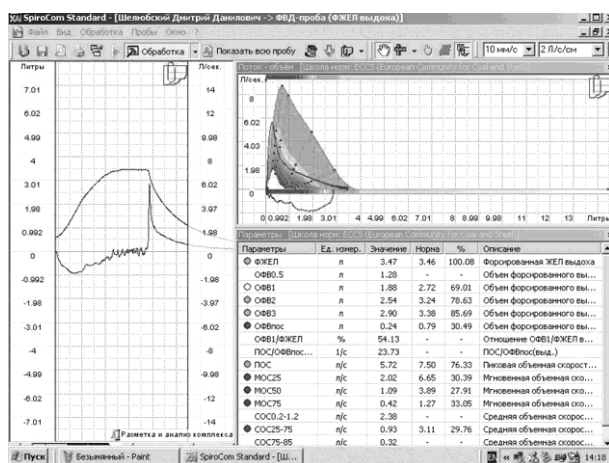 SpiroCom Standard - [Шелюбский Дмитрий Данилович -> ФВД-проба (ФЖЕЛ выдоха)]
Файл Вид Обработка Пробы Окно ?
Обработка Показать всю пробу 10 мм/с 2 Л/с/см
Литры Л/сек.
7.01 14
6.02 12
4.99 9.98
4 8
3.01 6.02
1.98 3.97
0.992 1.98
0 0
-0.992 -1.98
-1.98 -3.97
-3.01 -6.02
-4 -8
-4.99 -9.98
-6.02 -12
-7.01 -14
Разметка и анализ комплекса
Поток - объём [Школа норм: ECCS (European Community for Coal and Steel)]
Л/сек.
8
6.02
4.03
1.98
0
0 0.992 1.98 3.01 4 4.99 6.02 7.01 8 8.99 9.98 11 12 13 Литры
Параметры [Школа норм: ECCS (European Community for Coal and Steel)]
Параметры Ед. измер. Значение Норма % Описание
ФЖЕЛ л 3.47 3.46 100.08 Форсированная ЖЕЛ выдоха
ОФВ0.5 л 1.28 - - Объем форсированного вы...
ОФВ1 л 1.88 2.72 69.01 Объем форсированного вы...
ОФВ2 л 2.54 3.24 78.63 Объем форсированного вы...
ОФВ3 л 2.90 3.38 85.69 Объем форсированного вы...
ОФВпос л 0.24 0.79 30.49 Объем форсированного вы...
ОФВ1/ФЖЕЛ % 54.13 - - Отношение ОФВ1/ФЖЕЛ в...
ПОС/ОФВпос... 1/с 23.73 - - ПОС/ОФВпос(выд.)
ПОС л/с 5.72 7.50 76.33 Пиковая объемная скорост...
МОС25 л/с 2.02 6.65 30.39 Мгновенная объемная ско...
МОС50 л/с 1.09 3.89 27.91 Мгновенная объемная ско...
МОС75 л/с 0.42 1.27 33.05 Мгновенная объемная ско...
СОС0.2-1.2 л/с 2.38 - - Средняя объемная скорос...
СОС25-75 л/с 0.93 3.11 29.76 Средняя объемная скорос...
СОС75-85 л/с 0.32 - - Средняя объемная скорос...
Пуск Безымянный - Paint SpiroCom Standard - [Ш... 14:18